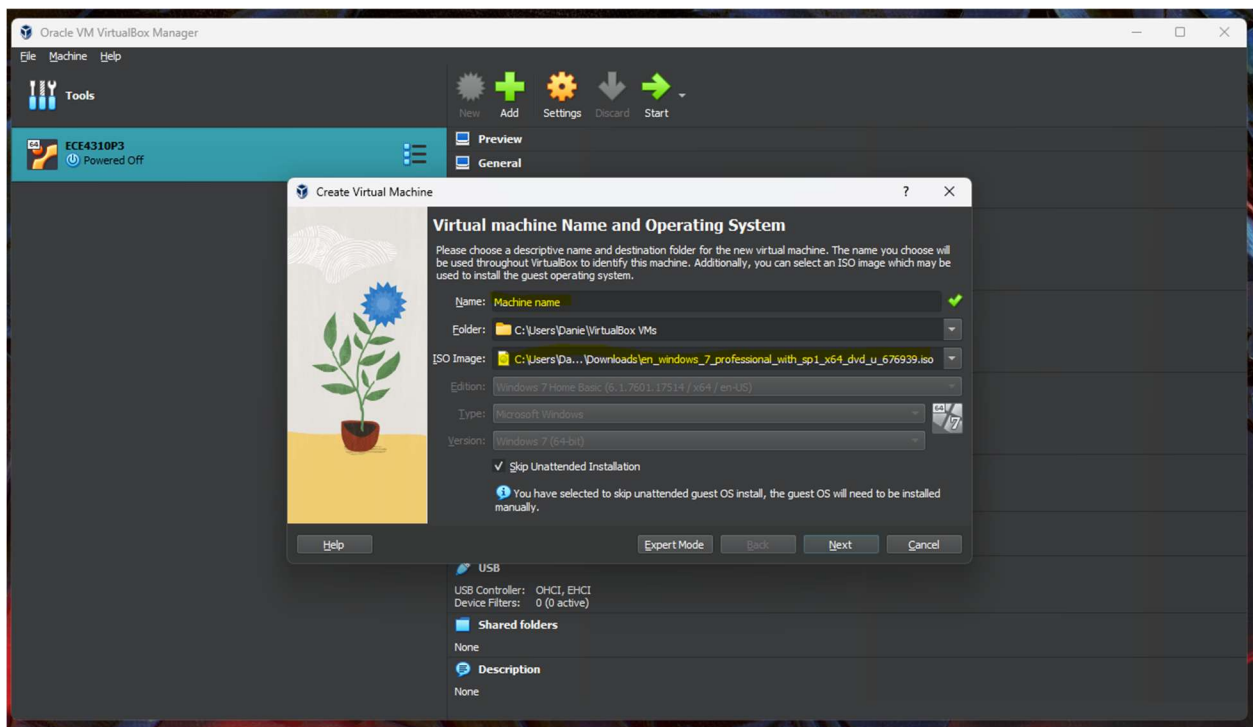 Oracle VM VirtualBox Manager
File Machine Help
Tools
New Add Settings Discard Start
64
ECE4310P3
Powered Off
Preview
General
Create Virtual Machine
?
Virtual machine Name and Operating System
Please choose a descriptive name and destination folder for the new virtual machine. The name you choose will
be used throughout VirtualBox to identify this machine. Additionally, you can select an ISO image which may be
used to install the guest operating system.
Name: Machine name
Folder: C:\Users\Danie\VirtualBox VMs
ISO Image: C:\Users\Da...\Downloads\en_windows_7_professional_with_sp1_x64_dvd_u_676939.iso
Edition: Windows 7 Home Basic (6.1.7601.17514 / x64 / en-US)
Type: Microsoft Windows
64
7
Version: Windows 7 (64-bit)
Skip Unattended Installation
You have selected to skip unattended guest OS install, the guest OS will need to be installed
manually.
Help Expert Mode Back Next Cancel
USB
USB Controller: OHCI, EHCI
Device Filters: 0 (0 active)
Shared folders
None
Description
None